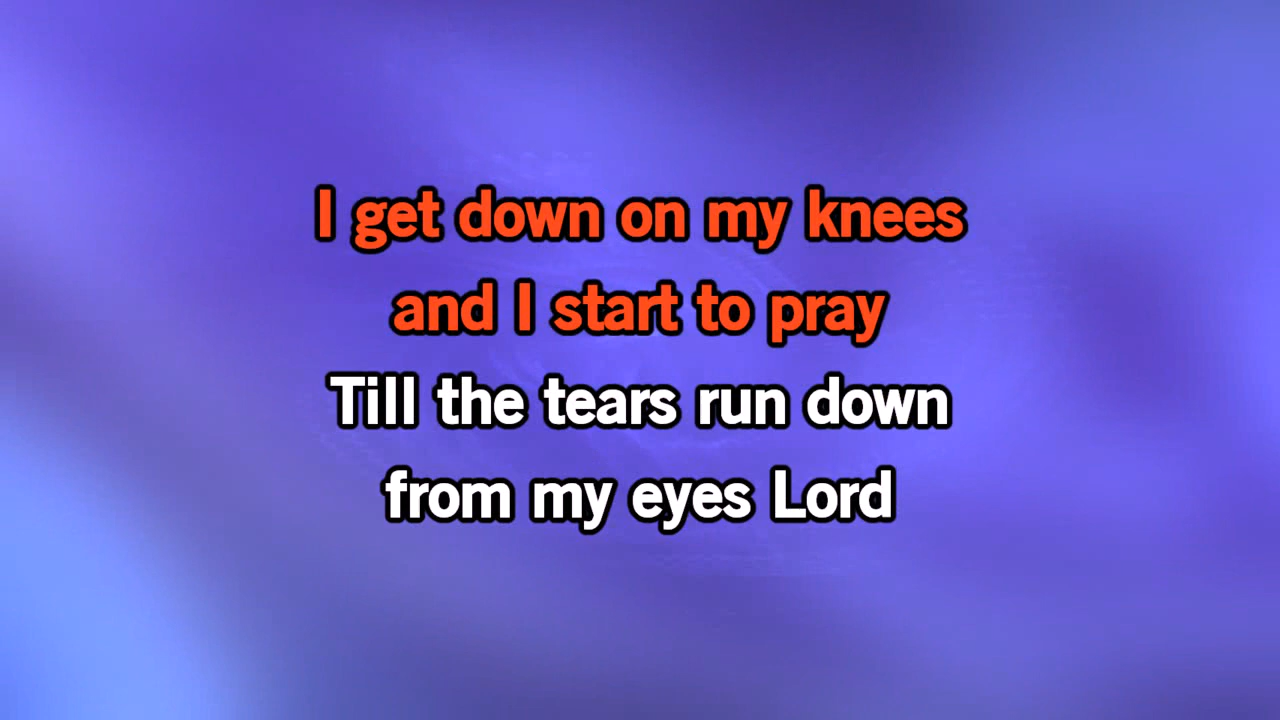 I get down on my knees
and I start to pray
Till the tears run down
from my eyes Lord